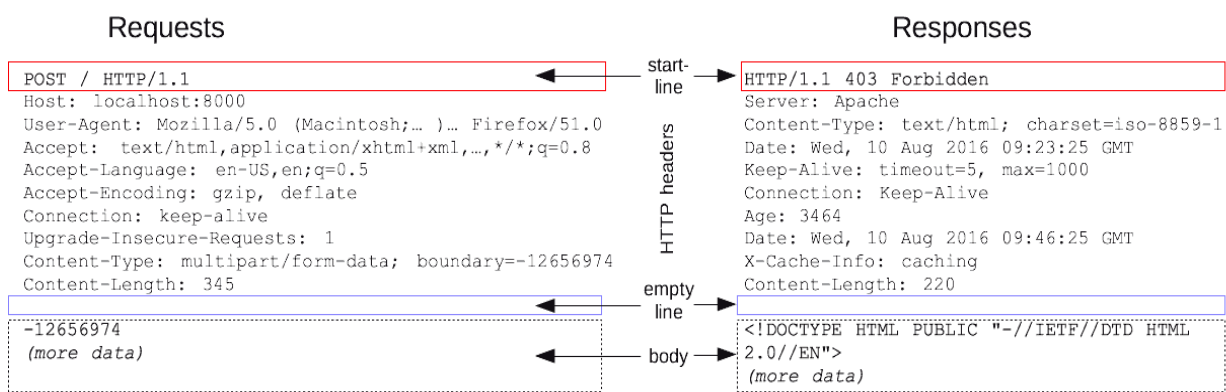 Requests
POST / HTTP/1.1
Host: localhost:8000
User-Agent: Mozilla/5.0 (Macintosh;… )… Firefox/51.0
Accept: text/html,application/xhtml+xml,…,*/*;q=0.8
Accept-Language: en-US,en;q=0.5
Accept-Encoding: gzip, deflate
Connection: keep-alive
Upgrade-Insecure-Requests: 1
Content-Type: multipart/form-data; boundary=-12656974
Content-Length: 345
-12656974
(more data)
start-
line
HTTP headers
empty
line
body
Responses
HTTP/1.1 403 Forbidden
Server: Apache
Content-Type: text/html; charset=iso-8859-1
Date: Wed, 10 Aug 2016 09:23:25 GMT
Keep-Alive: timeout=5, max=1000
Connection: Keep-Alive
Age: 3464
Date: Wed, 10 Aug 2016 09:46:25 GMT
X-Cache-Info: caching
Content-Length: 220
<!DOCTYPE HTML PUBLIC "-//IETF//DTD HTML
2.0//EN">
(more data)